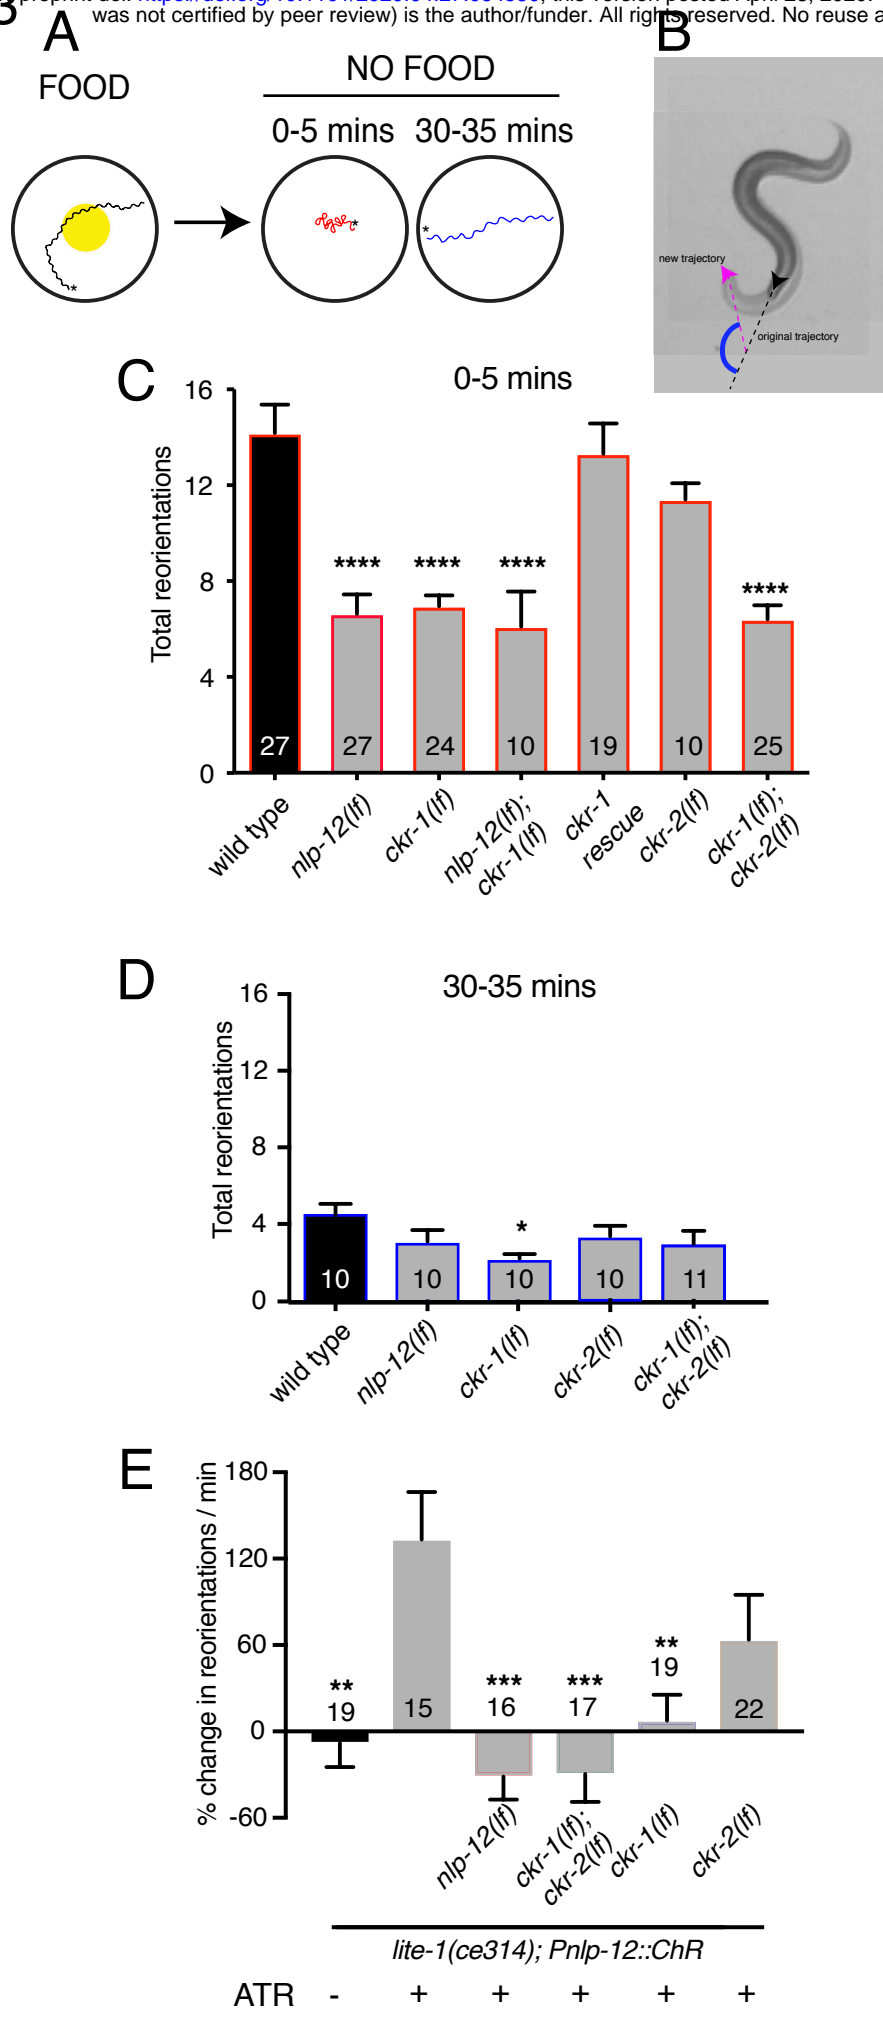 was not certified by peer review) is the author/funder. All rights reserved. No reuse a
A
B
FOOD
NO FOOD
0-5 mins
30-35 mins
*
*
*
new trajectory
original trajectory
C
0-5 mins
Total reorientations
16
12
8
4
0
**** **** **** ****
27 27 24 10 19 10 25
wild type
nlp-12(lf)
ckr-1(lf)
nlp-12(lf);
ckr-1(lf)
ckr-1
rescue
ckr-2(lf)
ckr-1(lf);
ckr-2(lf)
D
30-35 mins
Total reorientations
16
12
8
4
0
*
10 10 10 10 11
wild type
nlp-12(lf)
ckr-1(lf)
ckr-2(lf)
ckr-1(lf);
ckr-2(lf)
E
% change in reorientations / min
180
120
60
0
-60
** *** *** **
19 15 16 17 19 22
nlp-12(lf)
ckr-1(lf);
ckr-2(lf)
ckr-1(lf)
ckr-2(lf)
lite-1(ce314); Pnlp-12::ChR
ATR - + + + + +